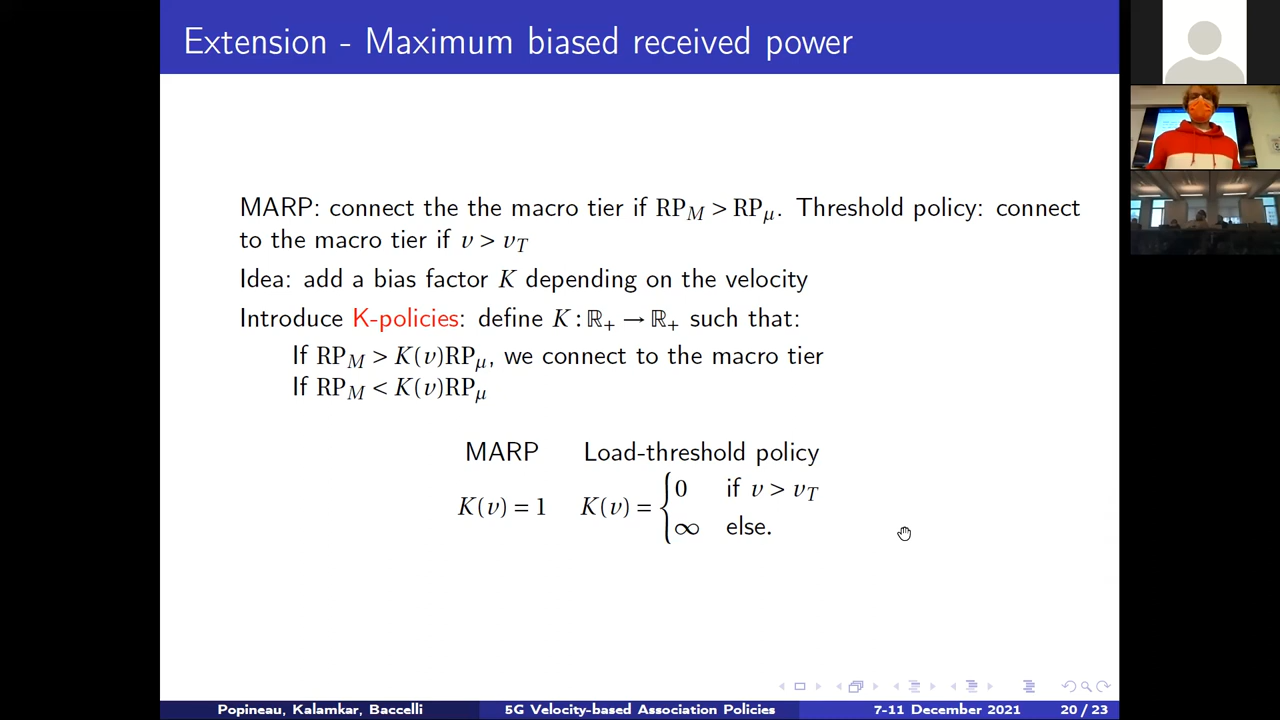 Extension - Maximum biased received power
MARP: connect the the macro tier if RP_M > RP_μ. Threshold policy: connect
to the macro tier if v > v_T
Idea: add a bias factor K depending on the velocity
Introduce K-policies: define K : ℝ₊ → ℝ₊ such that:
If RP_M > K(v)RP_μ, we connect to the macro tier
If RP_M < K(v)RP_μ
MARP Load-threshold policy
K(v) = 1 K(v) = { 0 if v > v_T
∞ else.
Popineau, Kalamkar, Baccelli 5G Velocity-based Association Policies 7-11 December 2021 20 / 23